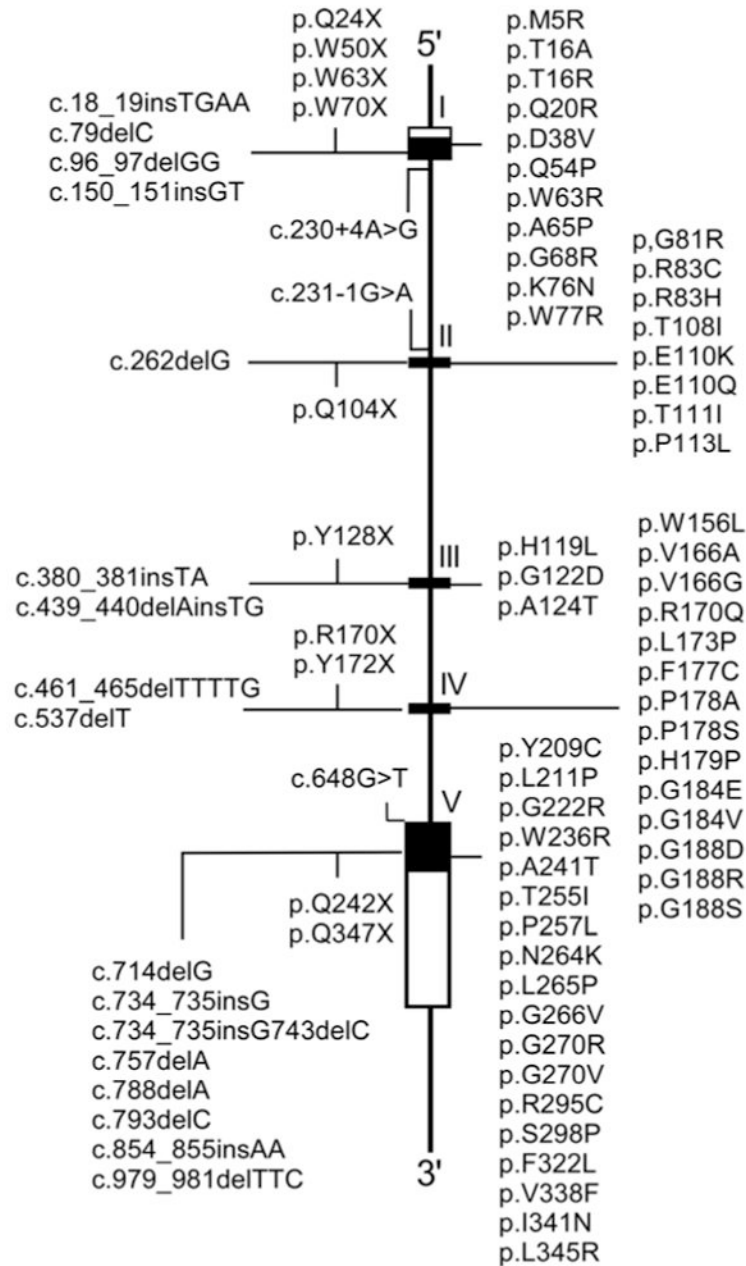 5'
p.Q24X
p.W50X
p.W63X
p.W70X
c.18_19insTGAA
c.79delC
c.96_97delGG
c.150_151insGT
I
p.M5R
p.T16A
p.T16R
p.Q20R
p.D38V
p.Q54P
p.W63R
p.A65P
p.G68R
p.K76N
p.W77R
c.230+4A>G
c.231-1G>A
II
c.262delG
p.Q104X
p,G81R
p.R83C
p.R83H
p.T108I
p.E110K
p.E110Q
p.T111I
p.P113L
p.Y128X
III
c.380_381insTA
c.439_440delAinsTG
p.H119L
p.G122D
p.A124T
p.R170X
p.Y172X
IV
c.461_465delTTTTG
c.537delT
p.W156L
p.V166A
p.V166G
p.R170Q
p.L173P
p.F177C
p.P178A
p.P178S
p.H179P
p.G184E
p.G184V
p.G188D
p.G188R
p.G188S
c.648G>T
V
p.Q242X
p.Q347X
c.714delG
c.734_735insG
c.734_735insG743delC
c.757delA
c.788delA
c.793delC
c.854_855insAA
c.979_981delTTC
p.Y209C
p.L211P
p.G222R
p.W236R
p.A241T
p.T255I
p.P257L
p.N264K
p.L265P
p.G266V
p.G270R
p.G270V
p.R295C
p.S298P
p.F322L
p.V338F
p.I341N
p.L345R
3'